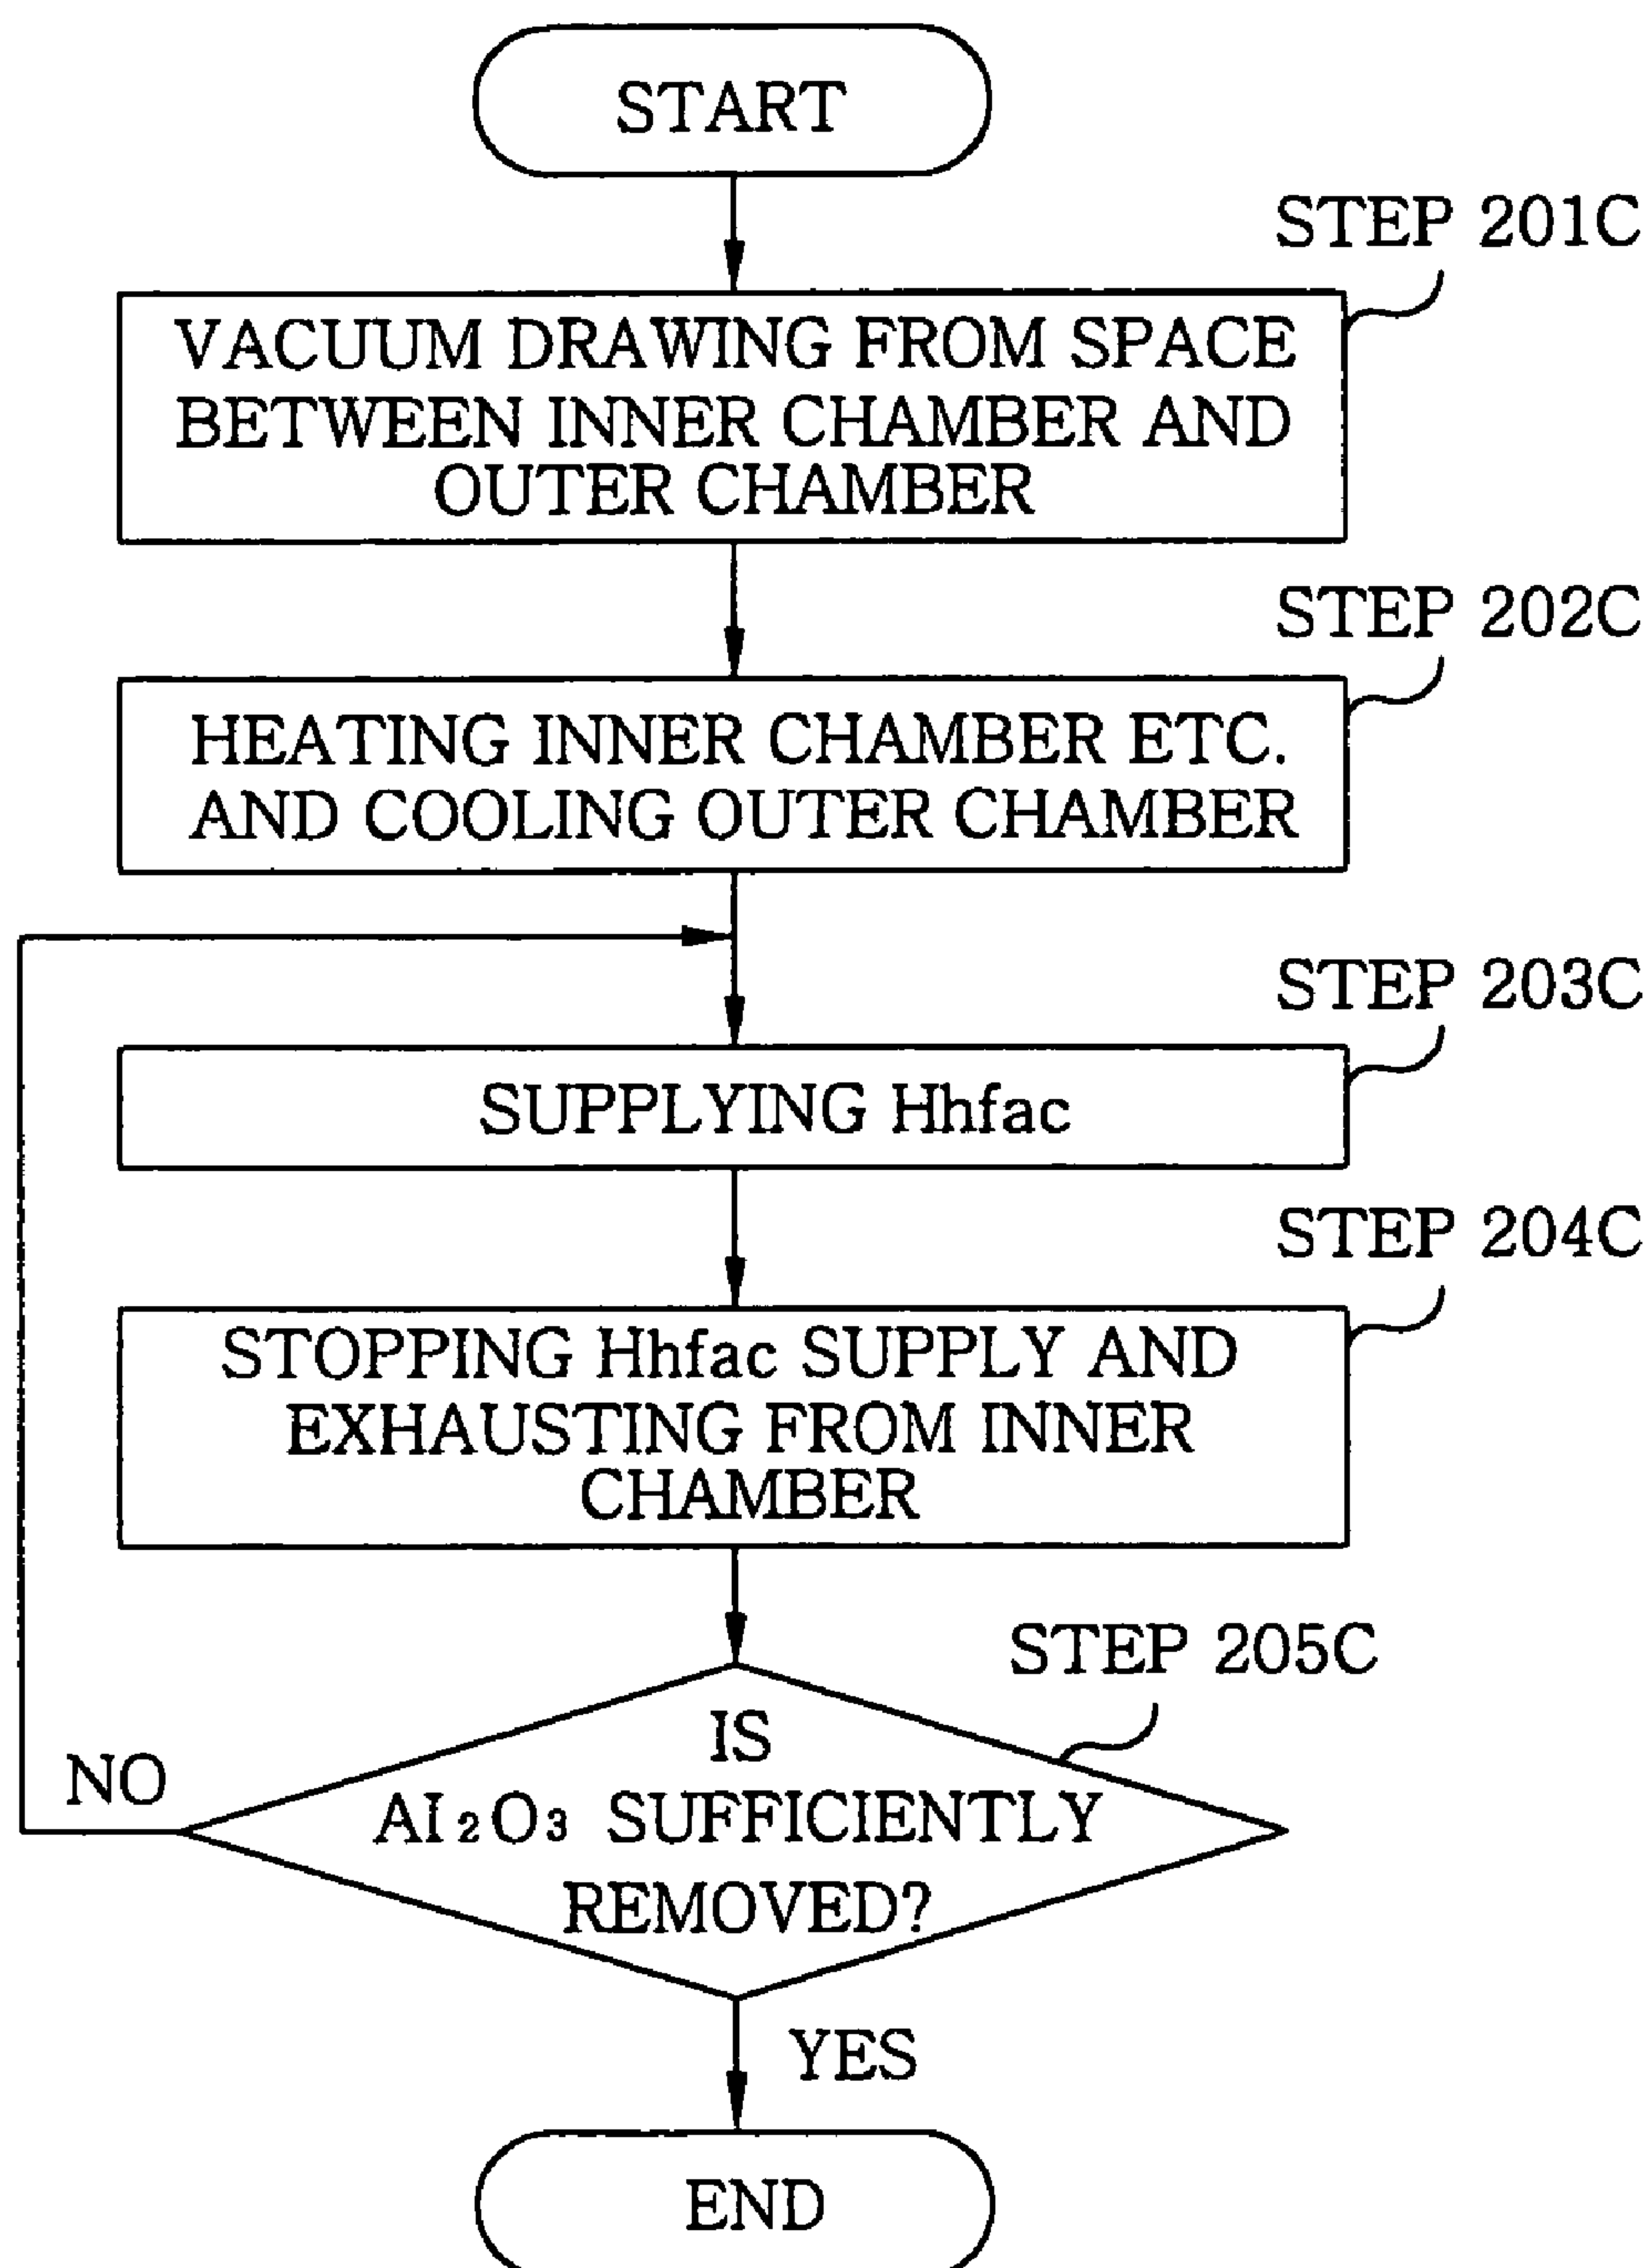 START
STEP 201C
VACUUM DRAWING FROM SPACE
BETWEEN INNER CHAMBER AND
OUTER CHAMBER
STEP 202C
HEATING INNER CHAMBER ETC.
AND COOLING OUTER CHAMBER
STEP 203C
SUPPLYING Hhfac
STEP 204C
STOPPING Hhfac SUPPLY AND
EXHAUSTING FROM INNER
CHAMBER
STEP 205C
IS
Al₂O₃ SUFFICIENTLY
REMOVED?
NO
YES
END